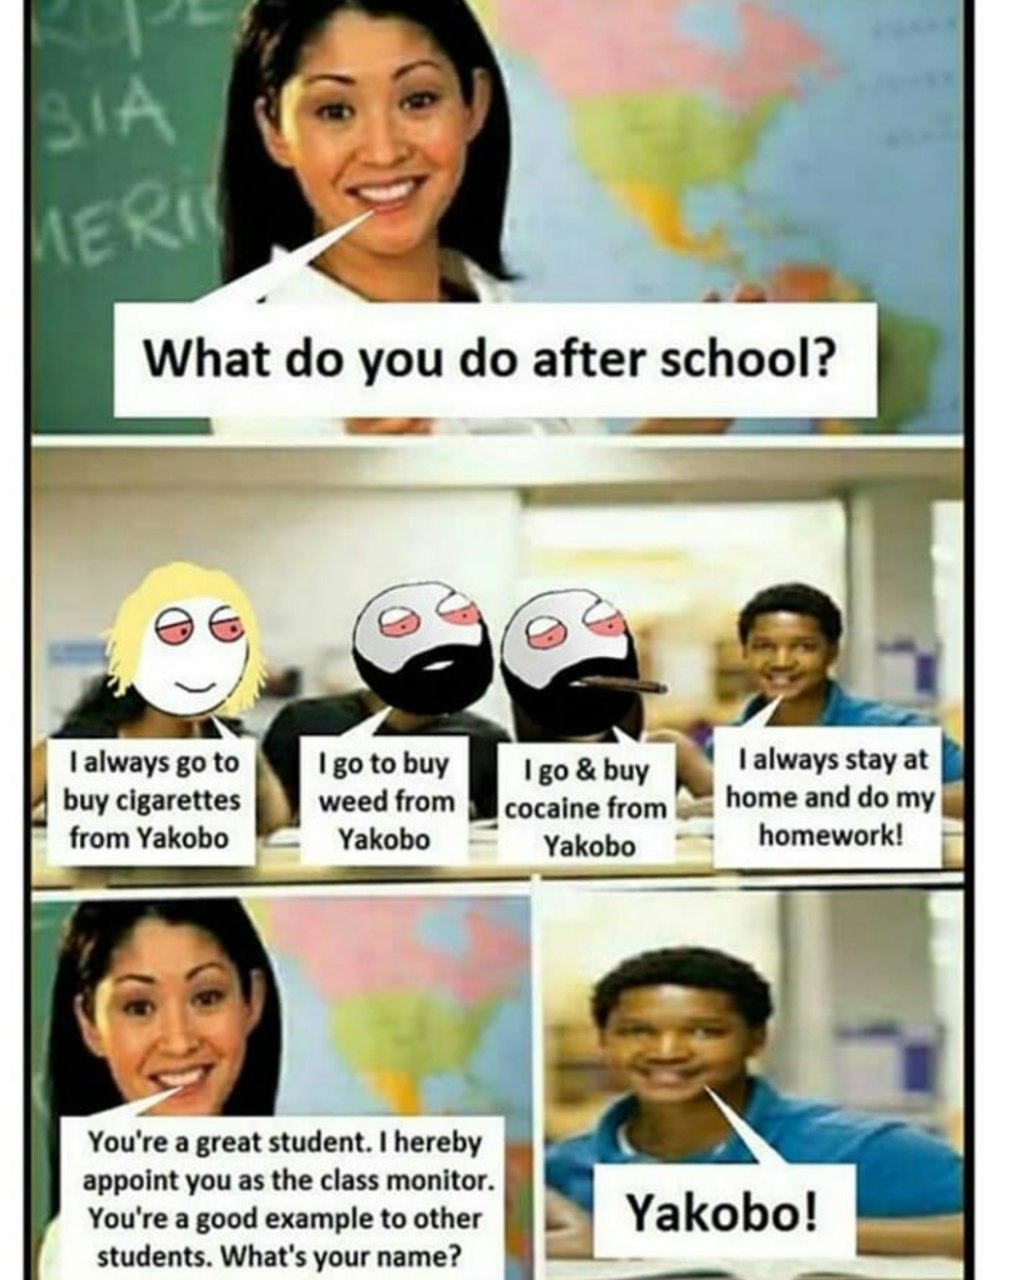 SIA
MERI
What do you do after school?
I always go to
buy cigarettes
from Yakobo
I go to buy
weed from
Yakobo
I go & buy
cocaine from
Yakobo
I always stay at
home and do my
homework!
You're a great student. I hereby
appoint you as the class monitor.
You're a good example to other
students. What's your name?
Yakobo!